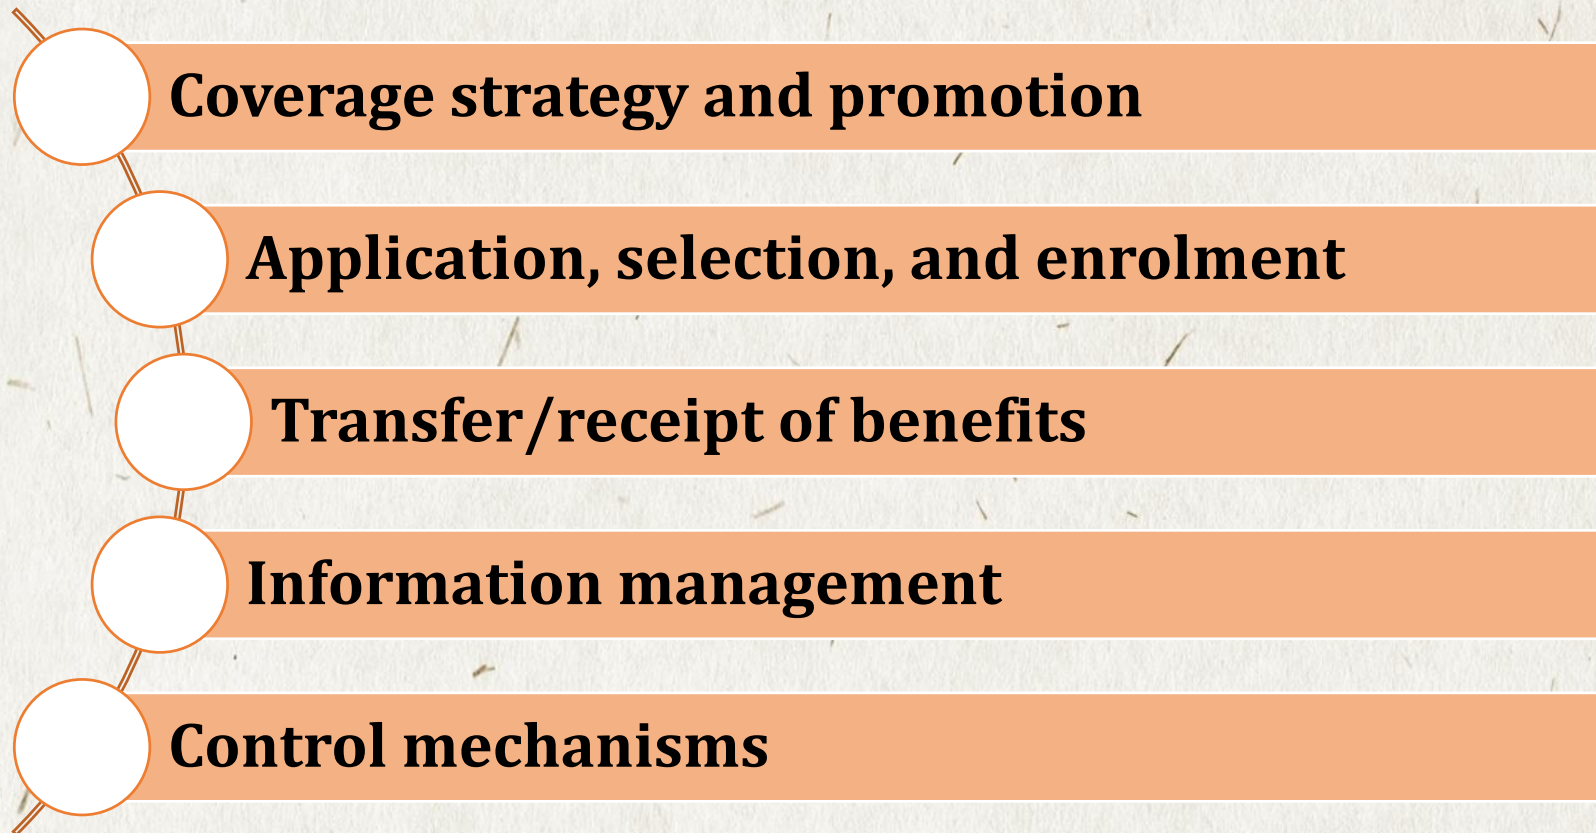 Coverage strategy and promotion
Application, selection, and enrolment
Transfer/receipt of benefits
Information management
Control mechanisms